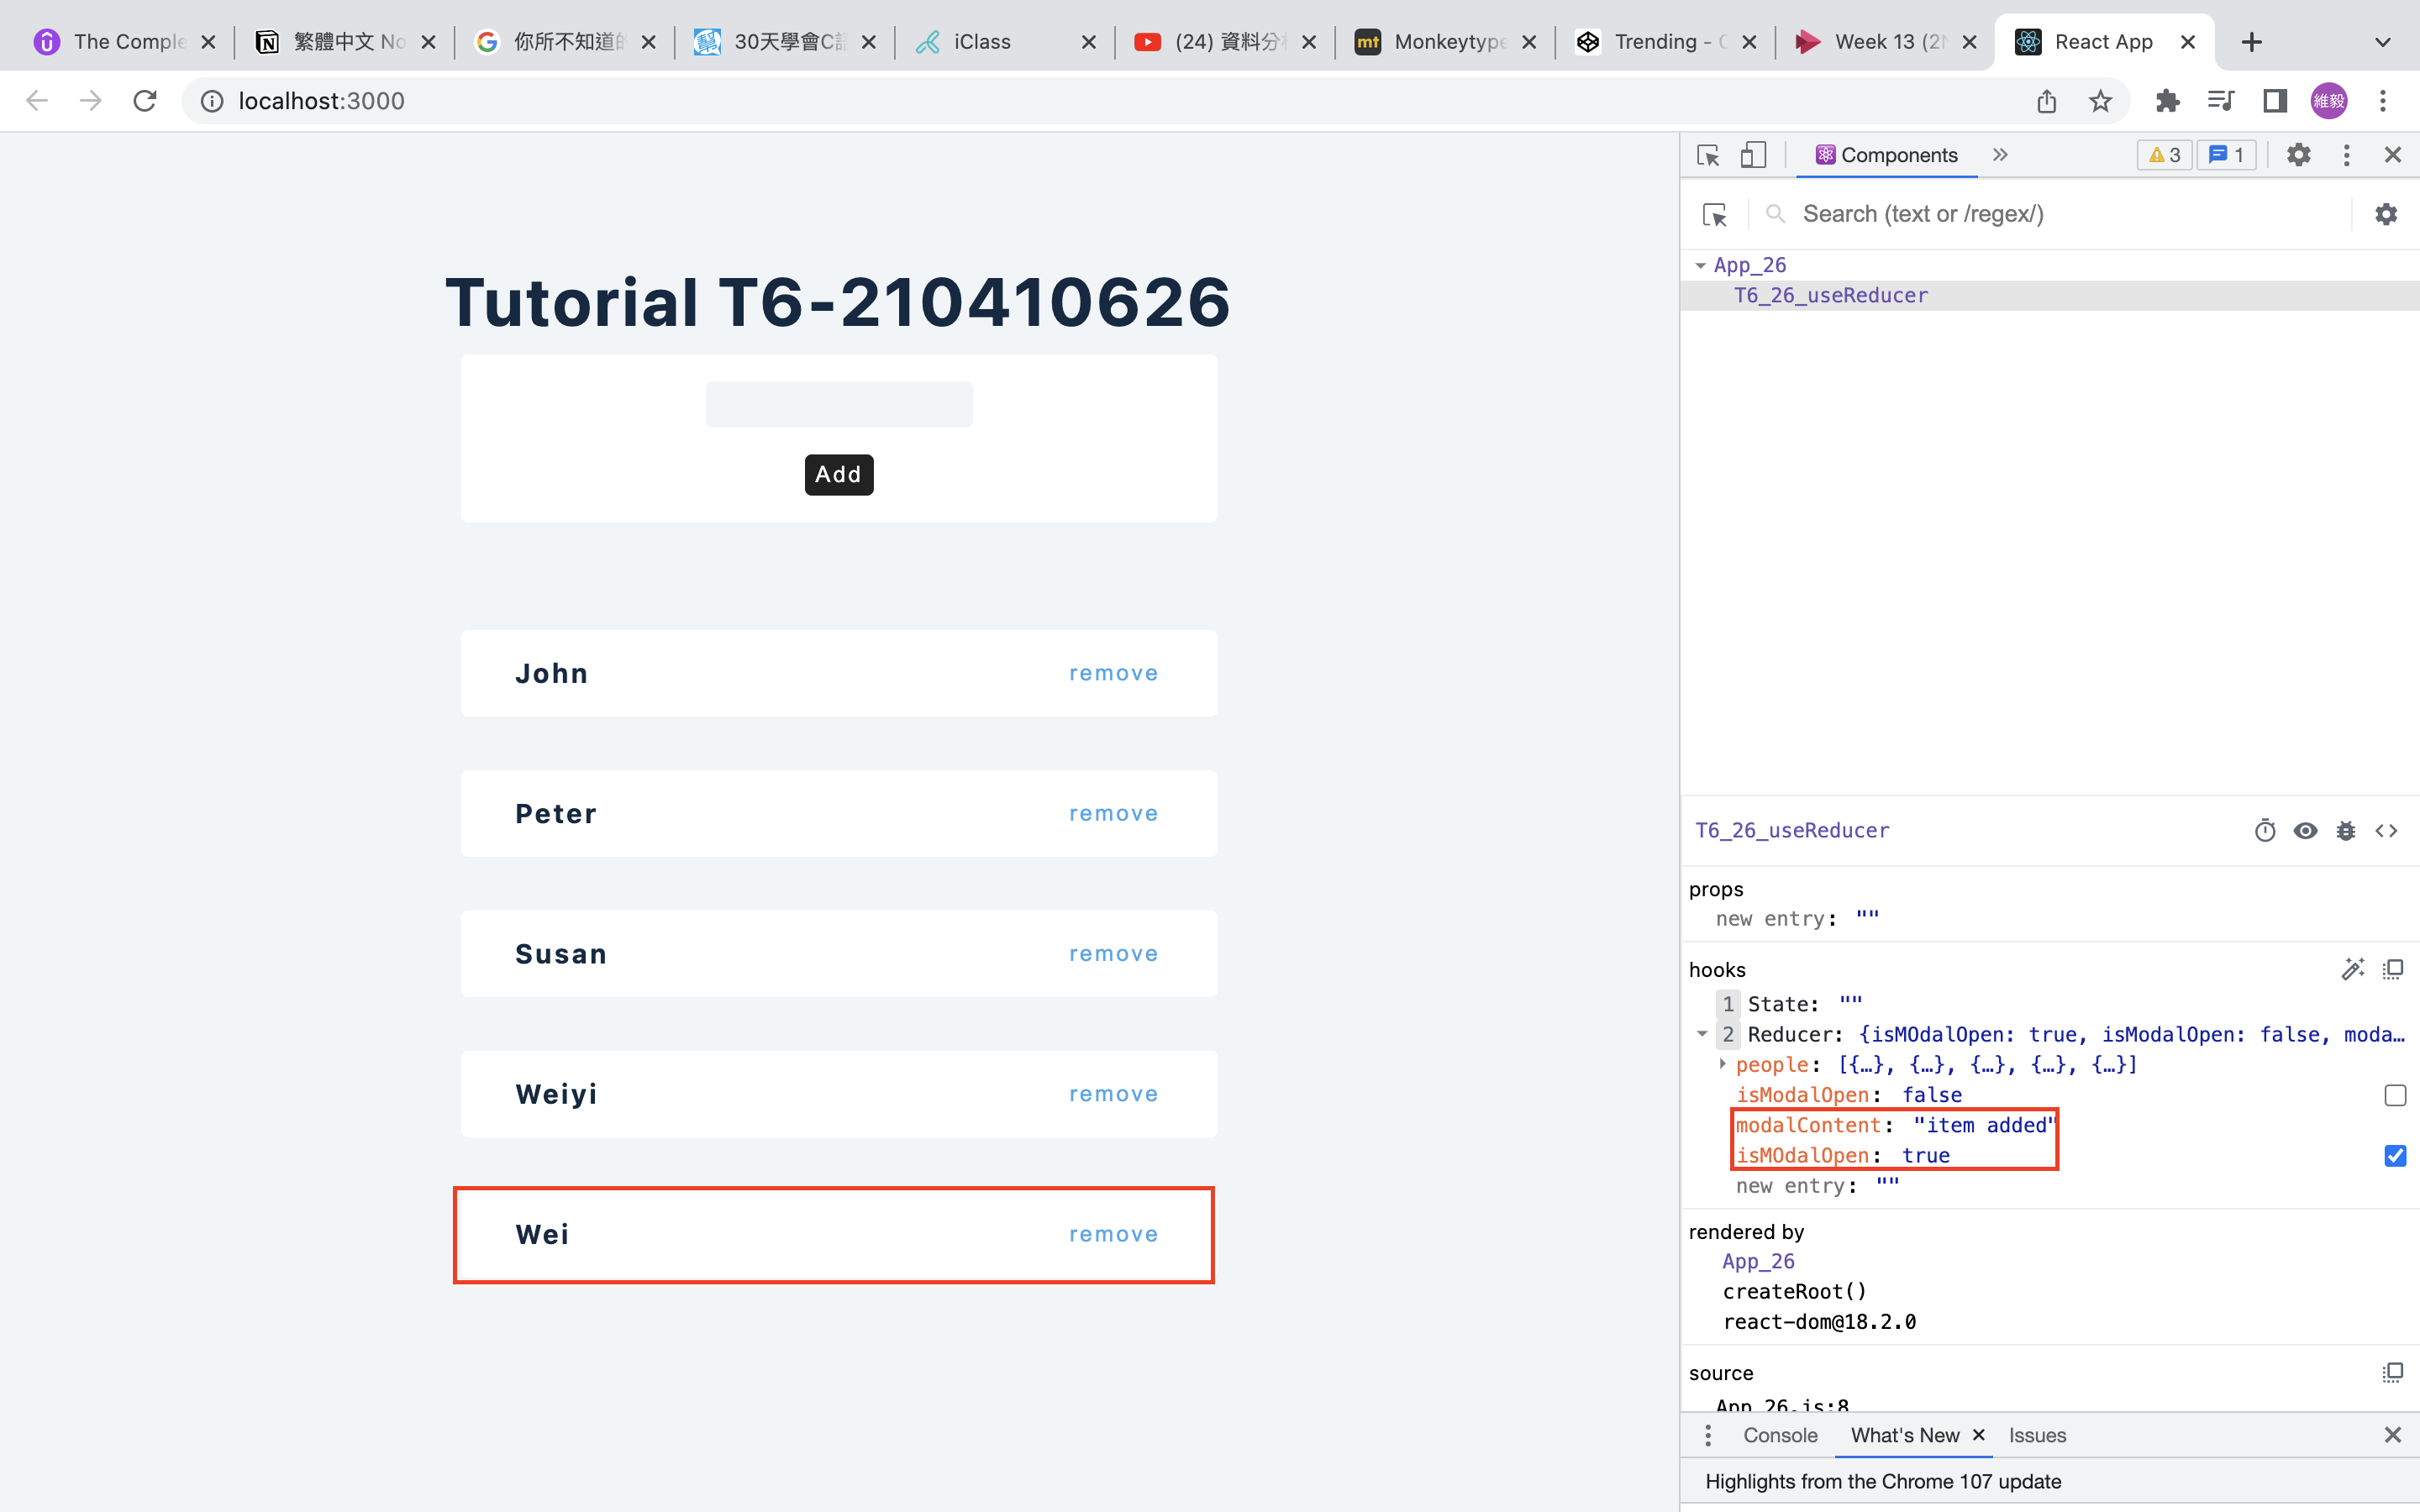 The Comple
繁體中文 No
你所不知道的
30天學會C語
iClass
(24) 資料分析
Monkeytype
Trending - C
Week 13 (2N
React App
localhost:3000
維毅
Components
3
1
Search (text or /regex/)
App_26
T6_26_useReducer
Tutorial T6-210410626
Add
John remove
Peter remove
Susan remove
Weiyi remove
Wei remove
T6_26_useReducer
props
new entry: ""
hooks
1 State: ""
2 Reducer: {isMOdalOpen: true, isModalOpen: false, moda…
people: [{…}, {…}, {…}, {…}, {…}]
isModalOpen: false
modalContent: "item added"
isMOdalOpen: true
new entry: ""
rendered by
App_26
createRoot()
react-dom@18.2.0
source
App_26.js:8
Console What's New Issues
Highlights from the Chrome 107 update